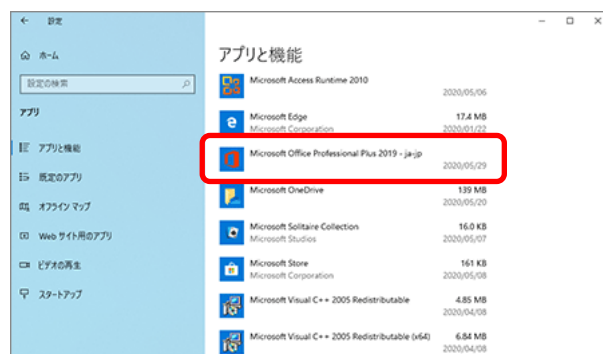 設定
ホーム
設定の検索
アプリ
アプリと機能
既定のアプリ
オフライン マップ
Web サイト用のアプリ
ビデオの再生
スタートアップ
アプリと機能
Microsoft Access Runtime 2010
2020/05/06
Microsoft Edge 17.4 MB
Microsoft Corporation 2020/01/22
Microsoft Office Professional Plus 2019 - ja-jp
2020/05/29
Microsoft OneDrive 139 MB
2020/05/20
Microsoft Solitaire Collection 16.0 KB
Microsoft Studios 2020/05/07
Microsoft Store 161 KB
Microsoft Corporation 2020/05/08
Microsoft Visual C++ 2005 Redistributable 4.85 MB
2020/04/08
Microsoft Visual C++ 2005 Redistributable (x64) 6.84 MB
2020/04/08